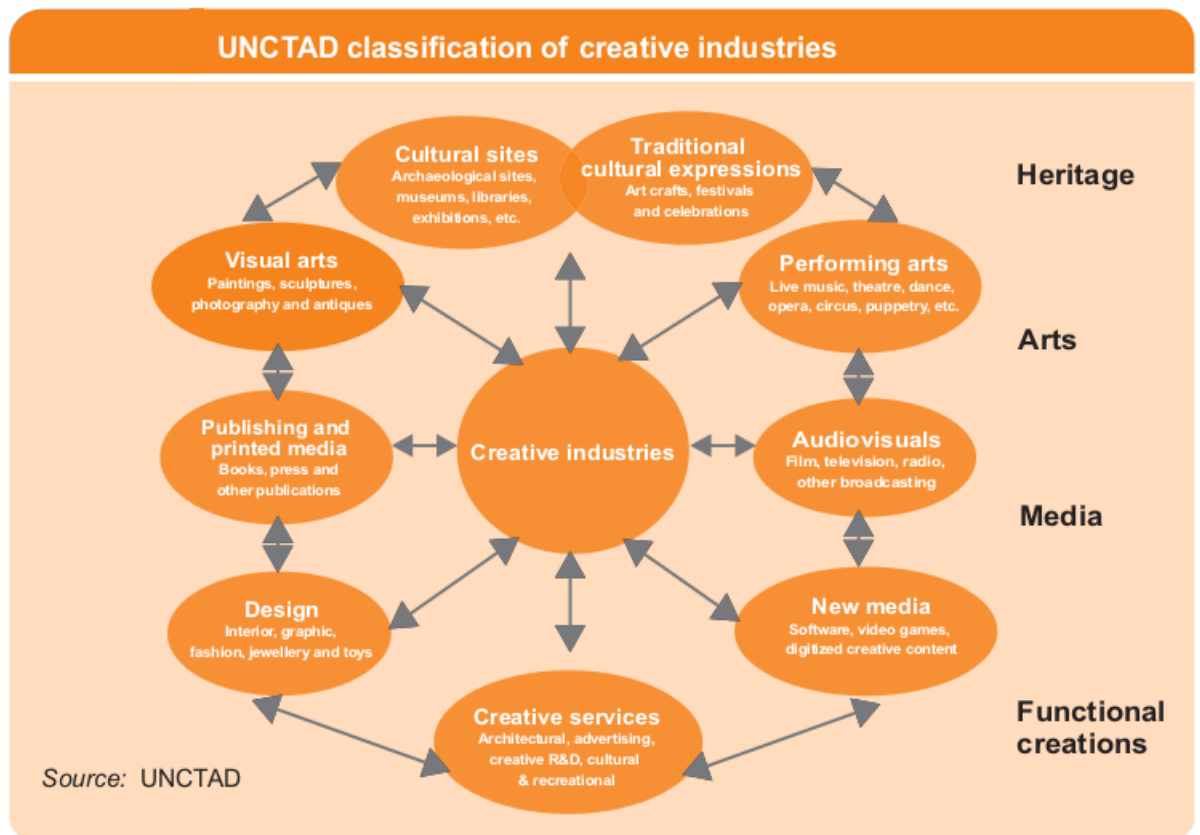 UNCTAD classification of creative industries
Cultural sites
Archaeological sites,
museums, libraries,
exhibitions, etc.
Traditional
cultural expressions
Art crafts, festivals
and celebrations
Heritage
Visual arts
Paintings, sculptures,
photography and antiques
Performing arts
Live music, theatre, dance,
opera, circus, puppetry, etc.
Arts
Publishing and
printed media
Books, press and
other publications
Creative industries
Audiovisuals
Film, television, radio,
other broadcasting
Media
Design
Interior, graphic,
fashion, jewellery and toys
New media
Software, video games,
digitized creative content
Creative services
Architectural, advertising,
creative R&D, cultural
& recreational
Functional
creations
Source: UNCTAD